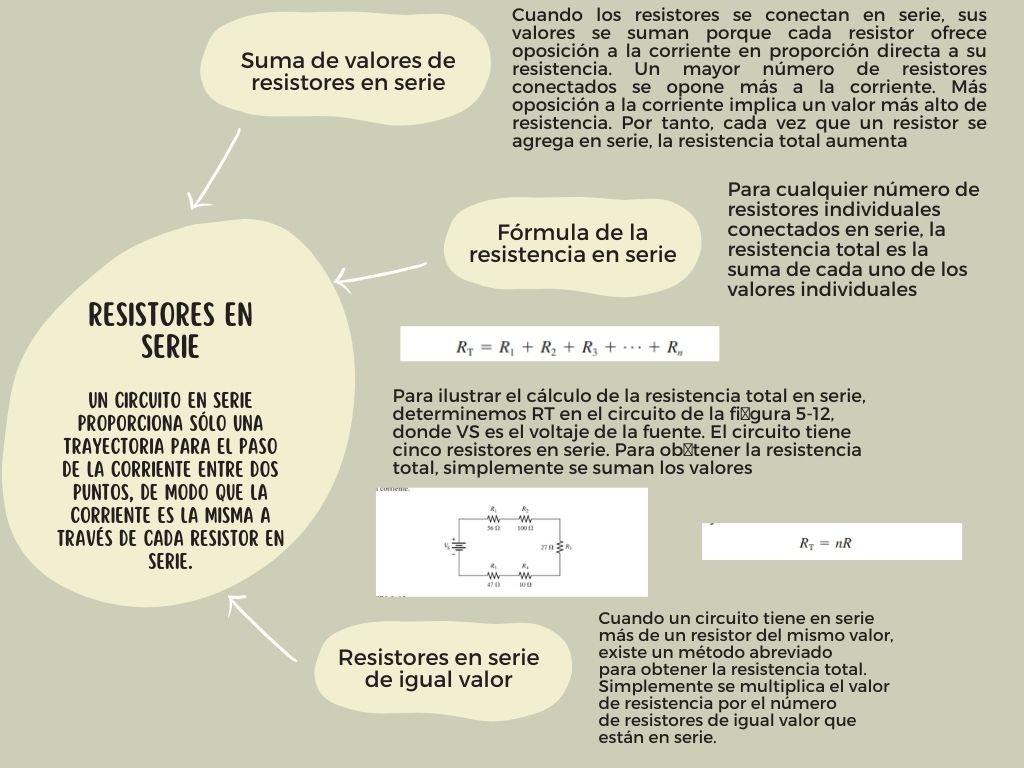 Suma de valores de
resistores en serie
Cuando los resistores se conectan en serie, sus
valores se suman porque cada resistor ofrece
oposición a la corriente en proporción directa a su
resistencia. Un mayor número de resistores
conectados se opone más a la corriente. Más
oposición a la corriente implica un valor más alto de
resistencia. Por tanto, cada vez que un resistor se
agrega en serie, la resistencia total aumenta
Fórmula de la
resistencia en serie
Para cualquier número de
resistores individuales
conectados en serie, la
resistencia total es la
suma de cada uno de los
valores individuales
RESISTORES EN
SERIE
UN CIRCUITO EN SERIE
PROPORCIONA SÓLO UNA
TRAYECTORIA PARA EL PASO
DE LA CORRIENTE ENTRE DOS
PUNTOS, DE MODO QUE LA
CORRIENTE ES LA MISMA A
TRAVÉS DE CADA RESISTOR EN
SERIE.
R_T = R_1 + R_2 + R_3 + ··· + R_n
Para ilustrar el cálculo de la resistencia total en serie,
determinemos RT en el circuito de la fi gura 5-12,
donde VS es el voltaje de la fuente. El circuito tiene
cinco resistores en serie. Para ob tener la resistencia
total, simplemente se suman los valores
corriente.
R_1 R_2
56 Ω 100 Ω
27 Ω
47 Ω 10 Ω
R_T = nR
Resistores en serie
de igual valor
Cuando un circuito tiene en serie
más de un resistor del mismo valor,
existe un método abreviado
para obtener la resistencia total.
Simplemente se multiplica el valor
de resistencia por el número
de resistores de igual valor que
están en serie.